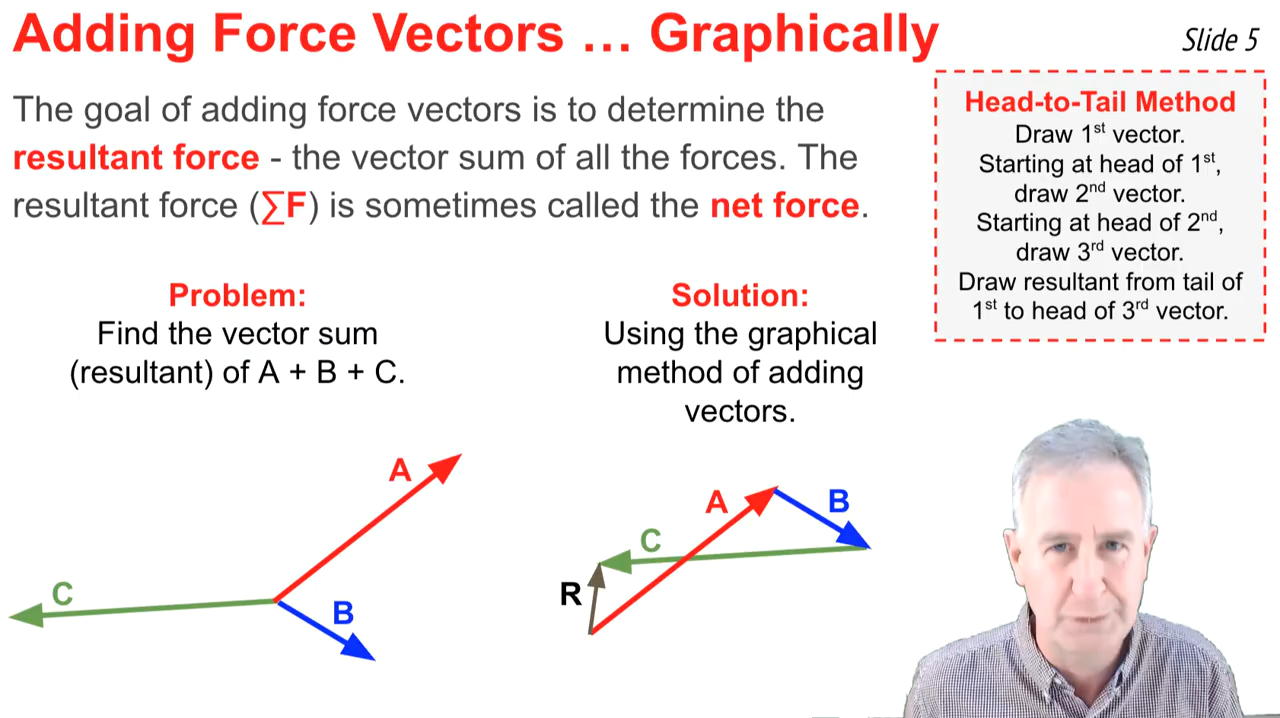 Adding Force Vectors ... Graphically
Slide 5
The goal of adding force vectors is to determine the
resultant force - the vector sum of all the forces. The
resultant force (∑F) is sometimes called the net force.
Head-to-Tail Method
Draw 1st vector.
Starting at head of 1st,
draw 2nd vector.
Starting at head of 2nd,
draw 3rd vector.
Draw resultant from tail of
1st to head of 3rd vector.
Problem:
Find the vector sum
(resultant) of A + B + C.
Solution:
Using the graphical
method of adding
vectors.
A
C
B
A
B
C
R